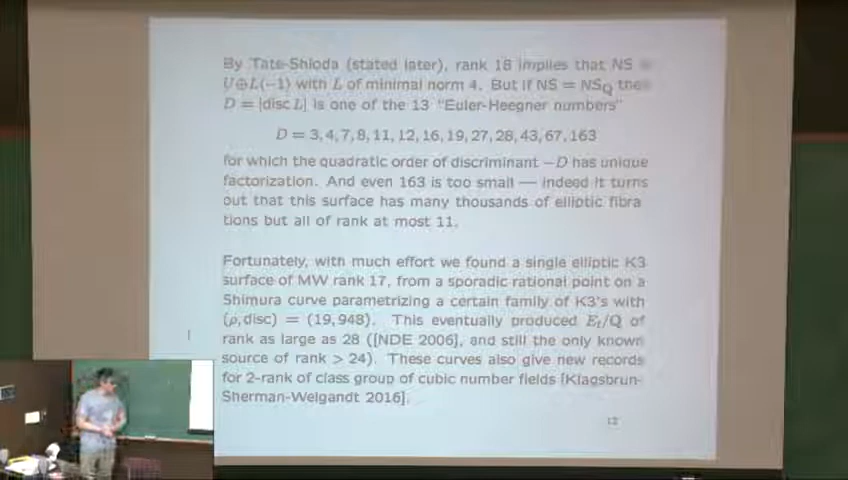 By Tate-Shioda (stated later), rank 18 implies that NS =
U⊕L(−1) with L of minimal norm 4. But if NS = NS_Q then
D = |disc L| is one of the 13 "Euler-Heegner numbers"
D = 3, 4, 7, 8, 11, 12, 16, 19, 27, 28, 43, 67, 163
for which the quadratic order of discriminant −D has unique
factorization. And even 163 is too small — indeed it turns
out that this surface has many thousands of elliptic fibra
tions but all of rank at most 11.
Fortunately, with much effort we found a single elliptic K3
surface of MW rank 17, from a sporadic rational point on a
Shimura curve parametrizing a certain family of K3's with
(ρ, disc) = (19, 948). This eventually produced E_t/Q of
rank as large as 28 ([NDE 2006], and still the only known
source of rank > 24). These curves also give new records
for 2-rank of class group of cubic number fields [Klagsbrun-
Sherman-Weigandt 2016].
12